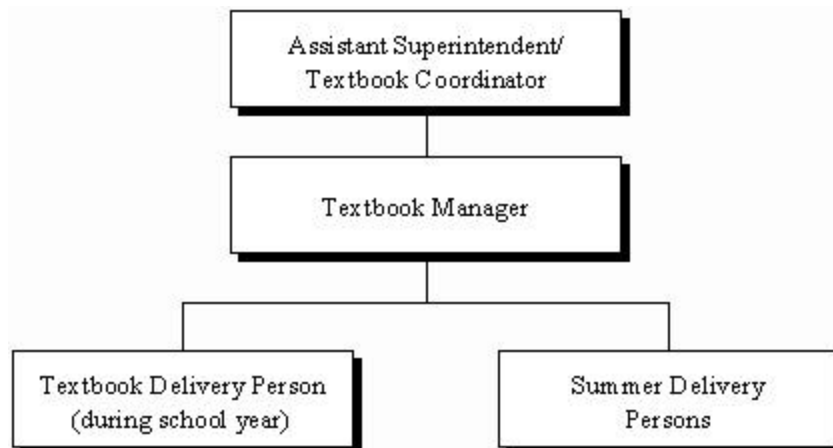 Assistant Superintendent/
Textbook Coordinator
Textbook Manager
Textbook Delivery Person
(during school year)
Summer Delivery
Persons